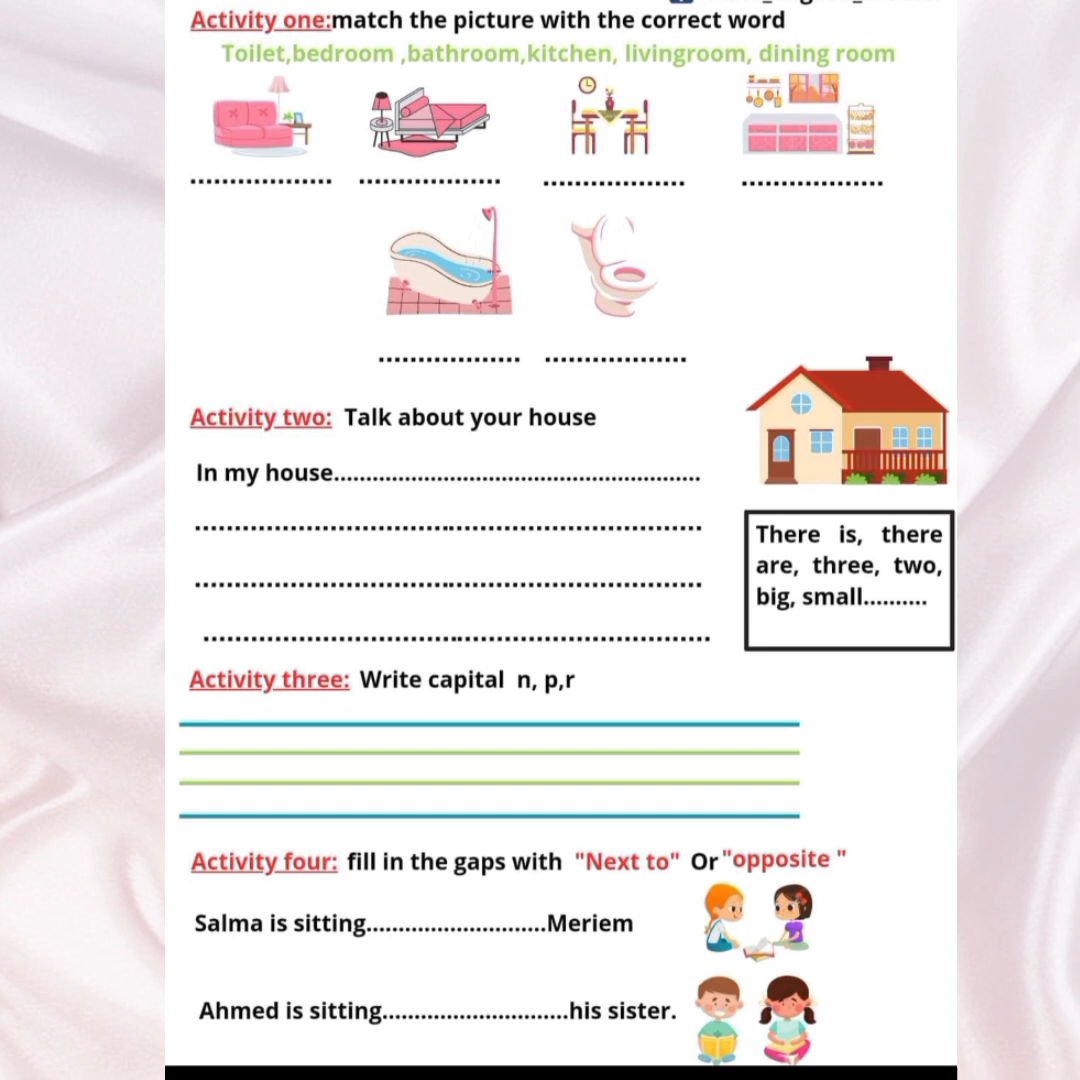 Activity one:match the picture with the correct word
Toilet,bedroom ,bathroom,kitchen, livingroom, dining room
.................. .................. .................. ..................
.................. ..................
Activity two: Talk about your house
In my house.........................................................
...............................................................................
There is, there
are, three, two,
big, small..........
...............................................................................
...............................................................................
Activity three: Write capital n, p,r
Activity four: fill in the gaps with "Next to" Or "opposite "
Salma is sitting............................Meriem
Ahmed is sitting.............................his sister.